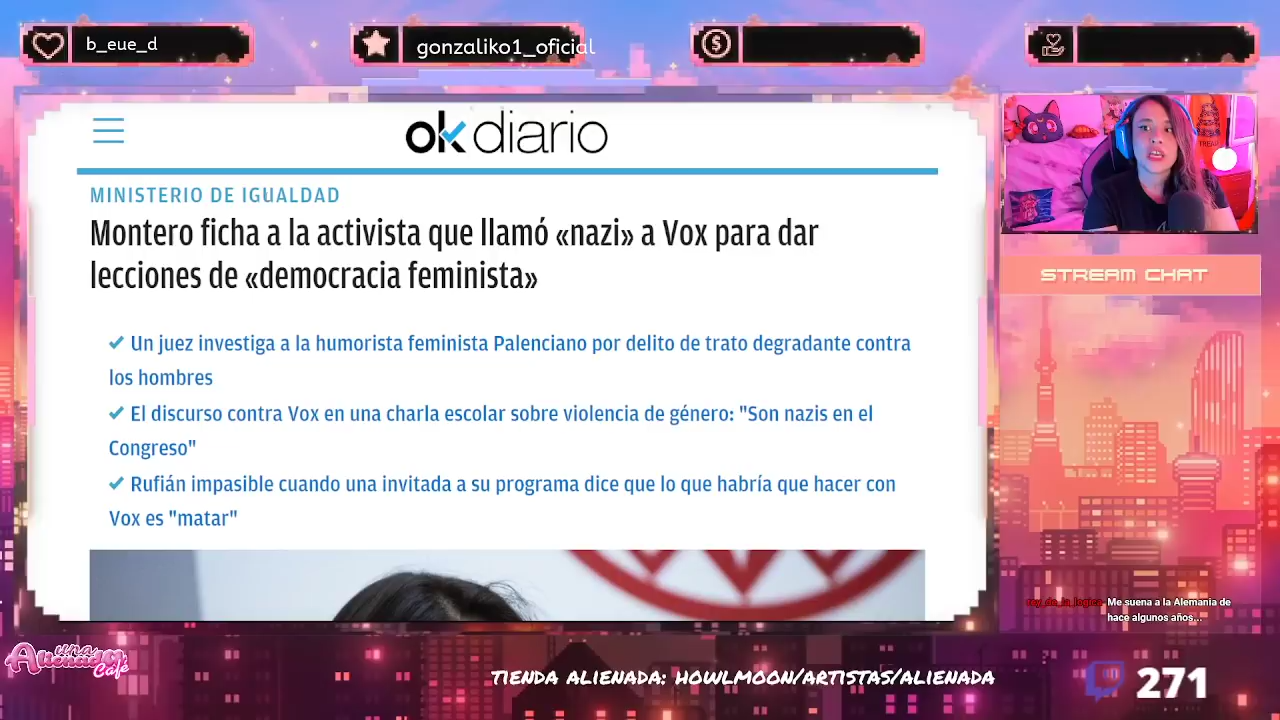 b_eue_d
gonzaliko1_oficial
okdiario
MINISTERIO DE IGUALDAD
Montero ficha a la activista que llamó «nazi» a Vox para dar
lecciones de «democracia feminista»
Un juez investiga a la humorista feminista Palenciano por delito de trato degradante contra
los hombres
El discurso contra Vox en una charla escolar sobre violencia de género: "Son nazis en el
Congreso"
Rufián impasible cuando una invitada a su programa dice que lo que habría que hacer con
Vox es "matar"
STREAM CHAT
rey_de_la_logica Me suena a la Alemania de
hace algunos años...
una
Alienada
Café
TIENDA ALIENADA: HOWLMOON/ARTISTAS/ALIENADA
271